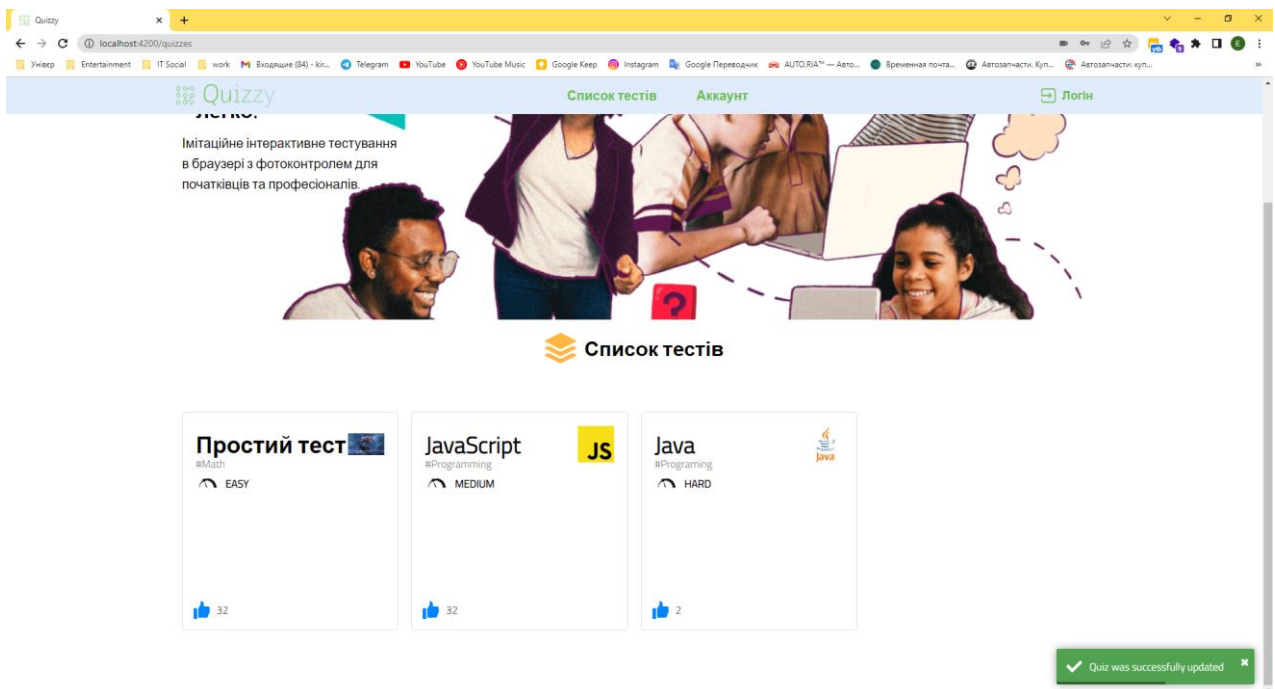 Quizzy
localhost:4200/quizzes
Універ Entertainment IT Social work Входящие (84) - kir... Telegram YouTube YouTube Music Google Keep Instagram Google Переводчик AUTO.RIA™ — Авто... Временная почта... Автозапчасти. Куп... Автозапчасти: куп...
Quizzy Список тестів Аккаунт Логін
Легко!
Імітаційне інтерактивне тестування
в браузері з фотоконтролем для
початківців та професіоналів.
?
Список тестів
Простий тест
#Math
EASY
32
JavaScript
JS
#Programming
MEDIUM
32
Java
Java
#Programing
HARD
2
Quiz was successfully updated